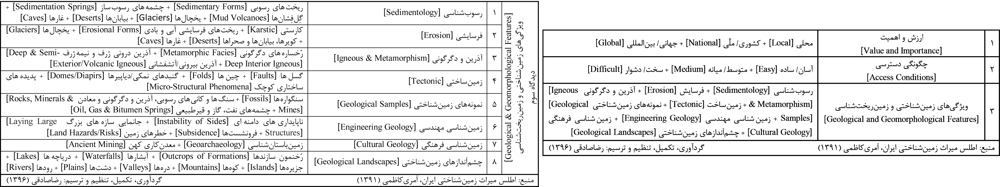 ۱
ارزش و اهمیت
[Value and Importance]
محلی [Local] + کشوری/ ملّی [National] + جهانی/ بین‌المللی [Global]
۲
چگونگی دسترسی
[Access Conditions]
آسان/ ساده [Easy] + متوسط/ میانه [Medium] + سخت/ دشوار [Difficult]
۳
ویژگی‌های زمین‌شناختی و زمین‌ریخت‌شناسی
[Geological and Geomorphological Features]
رسوب‌شناسی [Sedimentology] + فرسایش [Erosion] + آذرین و دگرگونی [Igneous
& Metamorphism] + زمین‌ساخت [Tectonic] + نمونه‌های زمین‌شناختی [Geological
Samples] + زمین‌شناسی مهندسی [Engineering Geology] + زمین‌شناسی فرهنگی
[Cultural Geology] + چشم‌اَندازهای زمین‌شناختی [Geological Landscapes]
منبع: اطلس میراث زمین‌شناختی ایران، اَمری‌کاظمی (۱۳۹۱)
گردآوری، تکمیل، تنظیم و ترسیم: رضاصادقی (۱۳۹۶)
دیدگاه سوم
ویژگی‌های زمین‌شناختی و زمین‌ریخت‌شناسی
[Geological & Geomorphological Features]
۱
رسوب‌شناسی [Sedimentology]
ریخت‌های رسوبی [Sedimentary Forms] + چشمه‌های رسوب‌ساز [Sedimentation Springs] +
گِل‌فِشان‌ها [Mud Volcanoes] + یخچال‌ها [Glaciers] + بیابان‌ها [Deserts] + غارها [Caves]
۲
فرسایشی [Erosion]
کارستی [Karstic] + ریخت‌های فرسایشی آبی و بادی [Erosional Forms] + یخچال‌ها [Glaciers]
+ کویرها، بیابان‌ها و صحراها [Deserts] + غارها [Caves]
۳
آذرین و دگرگونی [Igneous & Metamorphism]
رُخساره‌های دگرگونی [Metamorphic Facies] + آذرین درونی ژرف و نیمه‌ژرف [Deep & Semi-
Deep Interior Igneous] + آذرین بیرونی/آتشفشانی [Exterior/Volcanic Igneous]
۴
زمین‌ساختی [Tectonic]
گسل ها [Faults] + چین ها [Folds] + گنبدهای نمکی/دیاپیرها [Domes/Diapirs] + پدیده های
ساختاری کوچک [Micro-Structural Phenomena]
۵
نمونه‌های زمین‌شناختی [Geological Samples]
سنگواره‌ها [Fossils] + سنگ‌ها و کانی‌های رسوبی، آذرین و دگرگونی و معادن [Rocks, Minerals &
Mines] + چشمه‌های نفت، گاز و قیرطبیعی [Oil, Gas & Bitumen Springs]
۶
زمین‌شناسی مهندسی [Engineering Geology]
ناپایداری های دامنه ای [Instability of Sides] + جانمایی سازه های بزرگ [Laying Large
Structures] + فرونشست‌ها [Subsidence] + خطرهای زمین [Land Hazards/Risks]
۷
زمین‌شناسی فرهنگی [Cultural Geology]
زمین‌باستان‌شناسی [Geoarchaeology] + معدن‌کاری کهن [Ancient Mining]
۸
چشم‌اَندازهای زمین‌شناختی [Geological Landscapes]
رُخنمون سازندها [Outcrops of Formations] + آبشارها [Waterfalls] + دریاچه ها [Lakes] +
جزیره‌ها [Islands] + کوه‌ها [Mountains] + دره‌ها [Valleys] + دشت‌ها [Plains] + رودها [Rivers]
منبع: اطلس میراث زمین‌شناختی ایران، اَمری‌کاظمی (۱۳۹۱)
گردآوری، تکمیل، تنظیم و ترسیم: رضاصادقی (۱۳۹۶)